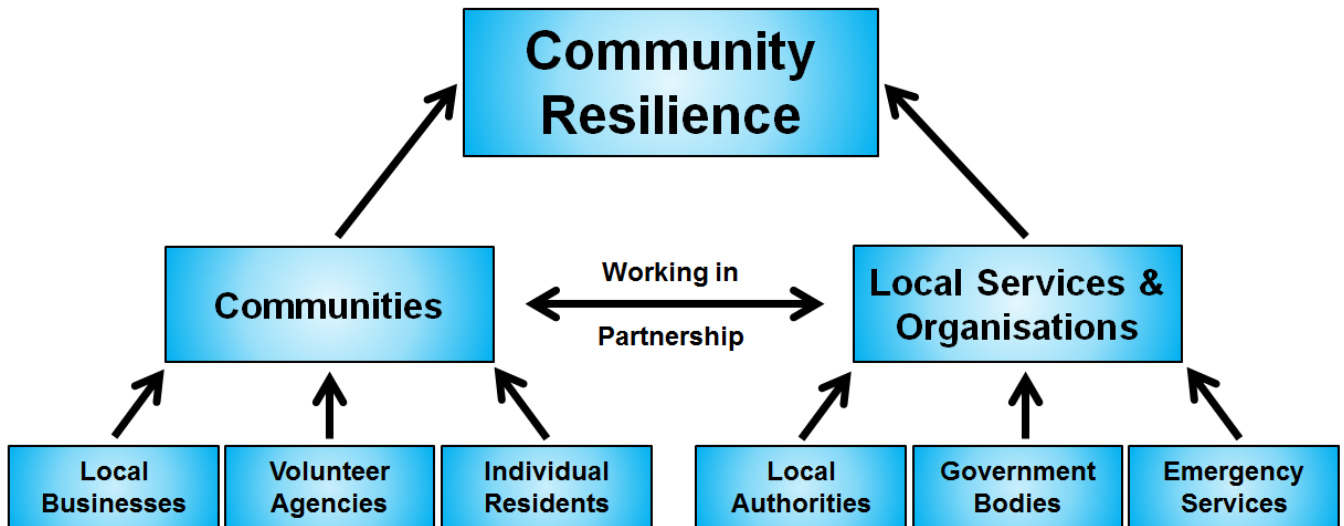 Community
Resilience
Communities
Working in
Partnership
Local Services &
Organisations
Local
Businesses
Volunteer
Agencies
Individual
Residents
Local
Authorities
Government
Bodies
Emergency
Services